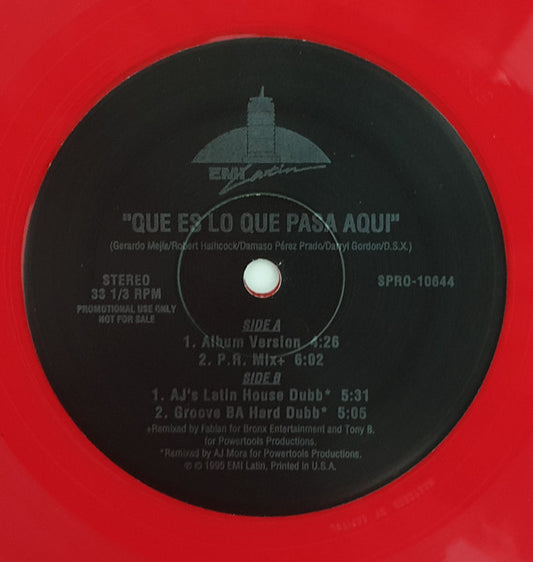 EMI Latin
"QUE ES LO QUE PASA AQUI"
(Gerardo Mejia/Robert Hathcock/Damaso Pérez Prado/Darryl Gordon/D.S.X.)
STEREO
33 1/3 RPM
PROMOTIONAL USE ONLY
NOT FOR SALE
SPRO-10644
SIDE A
1. Album Version 4:26
2. P.R. Mix+ 6:02
SIDE B
1. AJ's Latin House Dubb* 5:31
2. Groove BA Hard Dubb* 5:05
+Remixed by Fabian for Bronx Entertainment and Tony B.
for Powertools Productions.
*Remixed by AJ Mora for Powertools Productions.
℗ © 1995 EMI Latin, Printed in U.S.A.
MASTERED BY CAPITOL